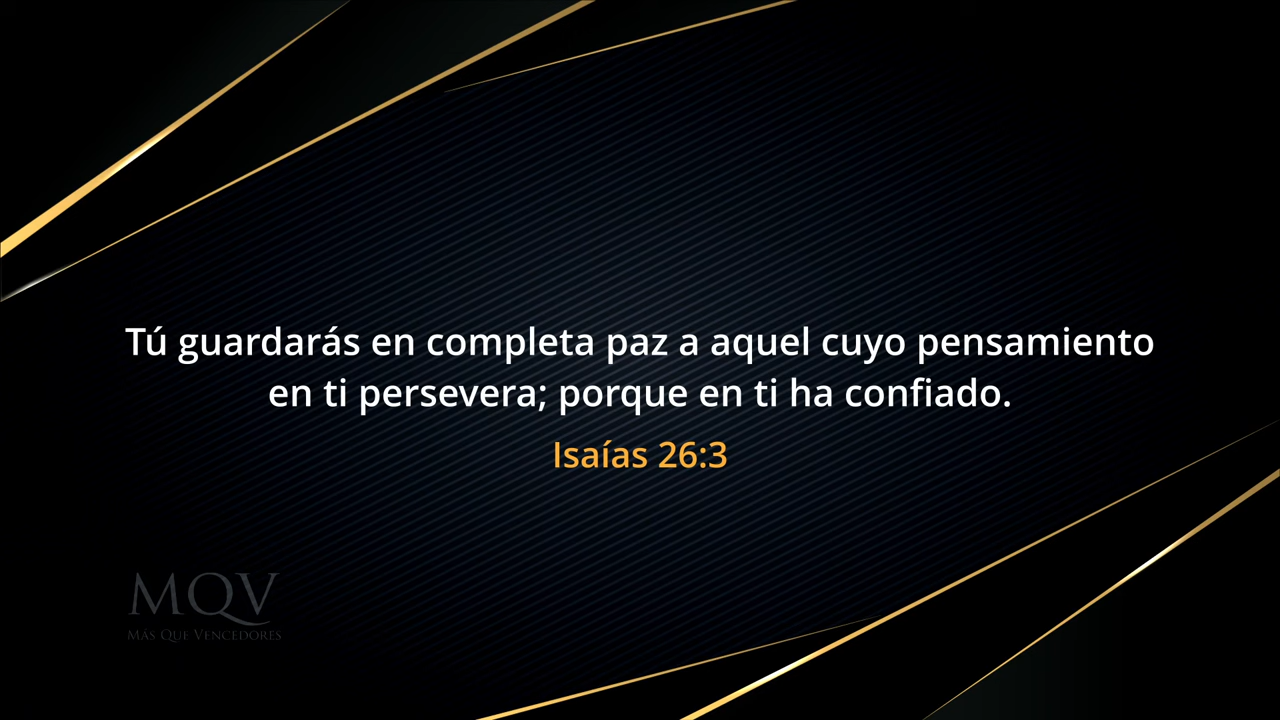 Tú guardarás en completa paz a aquel cuyo pensamiento
en ti persevera; porque en ti ha confiado.
Isaías 26:3
MQV
Más Que Vencedores